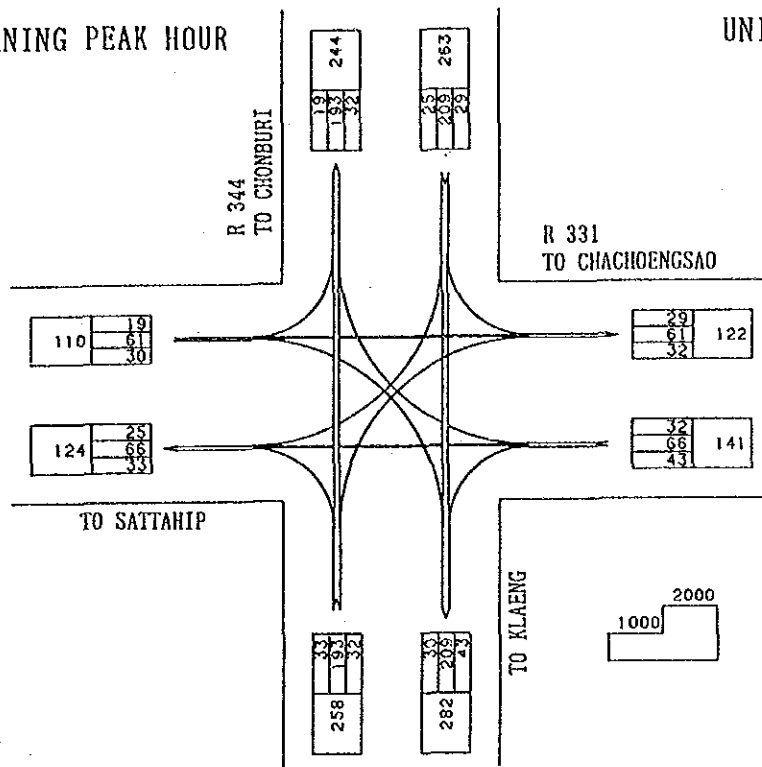 NING PEAK HOUR
UNI
244
19 193 32
263
25 209 29
R 344
TO CHONBURI
R 331
TO CHACHOENGSAO
110
19
61
30
29
61
32
122
124
25
66
33
32
66
43
141
TO SATTAHIP
TO KLAENG
33 193 32
258
30 209 43
282
1000
2000